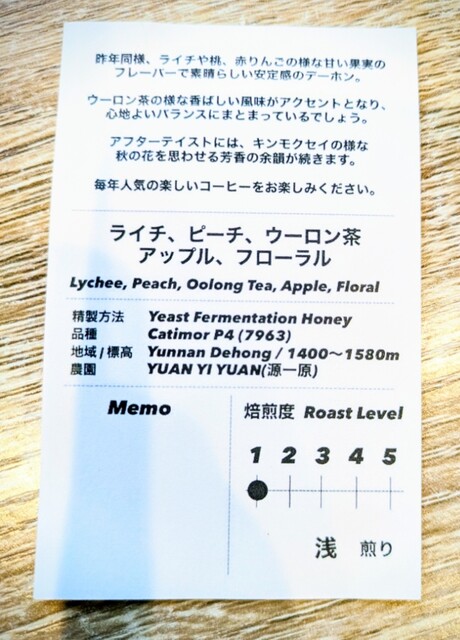 昨年同様、ライチや桃、赤りんごの様な甘い果実の
フレーバーで素晴らしい安定感のデーホン。
ウーロン茶の様な香ばしい風味がアクセントとなり、
心地よいバランスにまとまっているでしょう。
アフターテイストには、キンモクセイの様な
秋の花を思わせる芳香の余韻が続きます。
毎年人気の楽しいコーヒーをお楽しみください。
ライチ、ピーチ、ウーロン茶
アップル、フローラル
Lychee, Peach, Oolong Tea, Apple, Floral
精製方法 Yeast Fermentation Honey
品種 Catimor P4 (7963)
地域 / 標高 Yunnan Dehong / 1400〜1580m
農園 YUAN YI YUAN(源一原)
Memo
焙煎度 Roast Level
1 2 3 4 5
浅 煎り